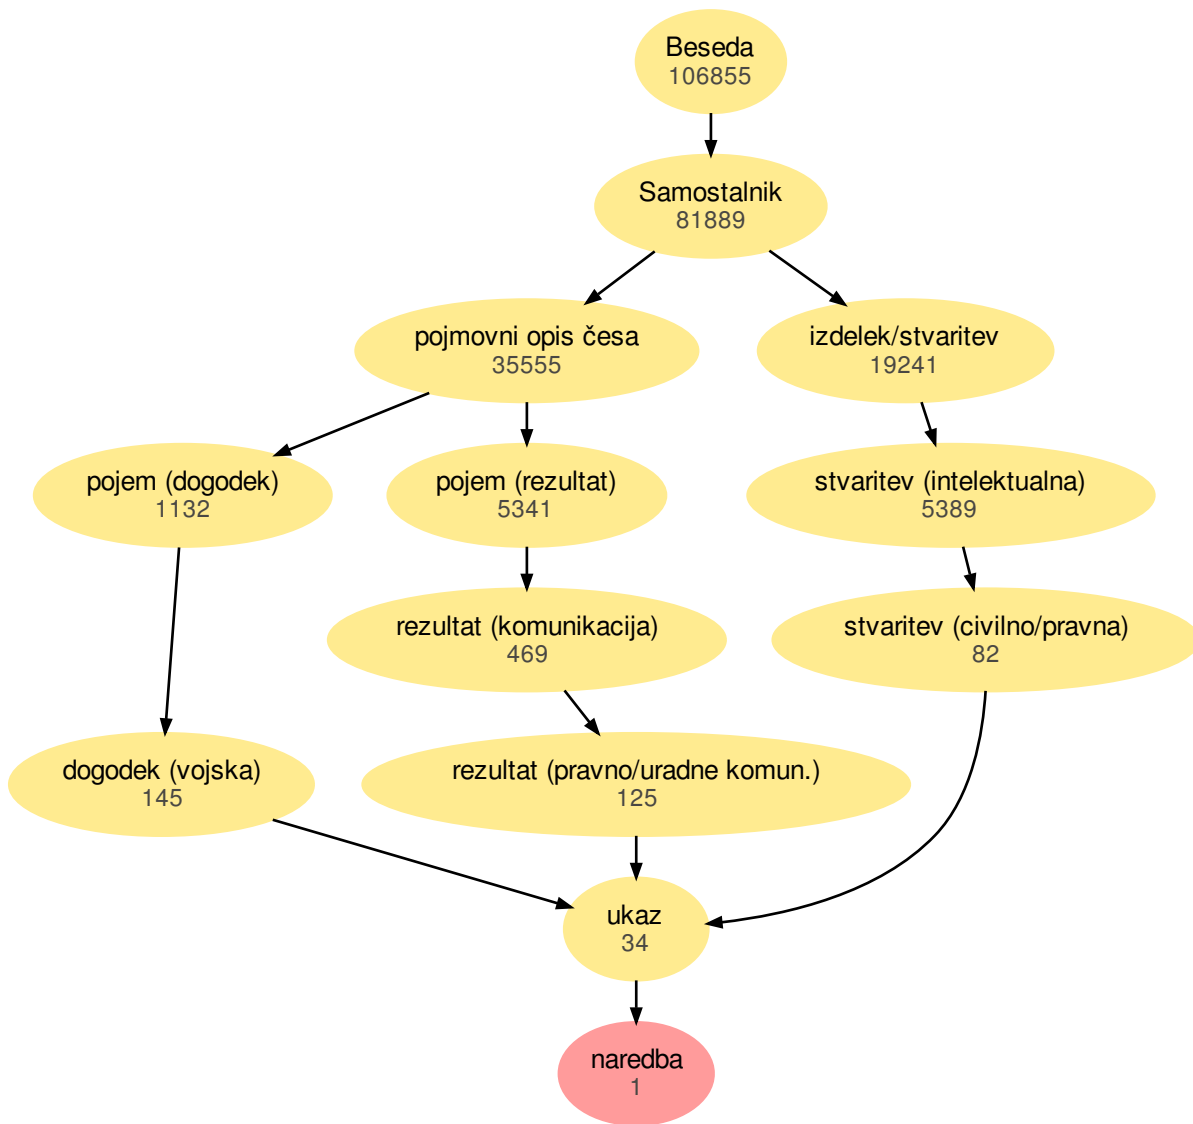 Beseda
106855
Samostalnik
81889
pojmovni opis česa
35555
izdelek/stvaritev
19241
pojem (dogodek)
1132
pojem (rezultat)
5341
stvaritev (intelektualna)
5389
rezultat (komunikacija)
469
stvaritev (civilno/pravna)
82
dogodek (vojska)
145
rezultat (pravno/uradne komun.)
125
ukaz
34
naredba
1